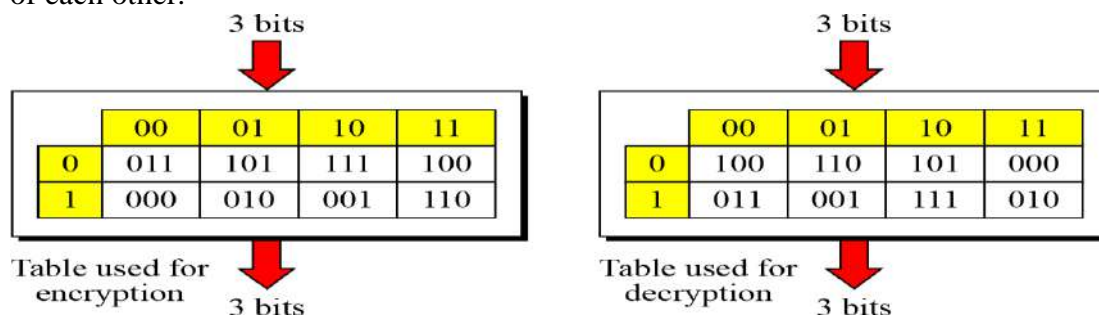 of each other.
3 bits
00 01 10 11
0 011 101 111 100
1 000 010 001 110
Table used for
encryption
3 bits
3 bits
00 01 10 11
0 100 110 101 000
1 011 001 111 010
Table used for
decryption
3 bits